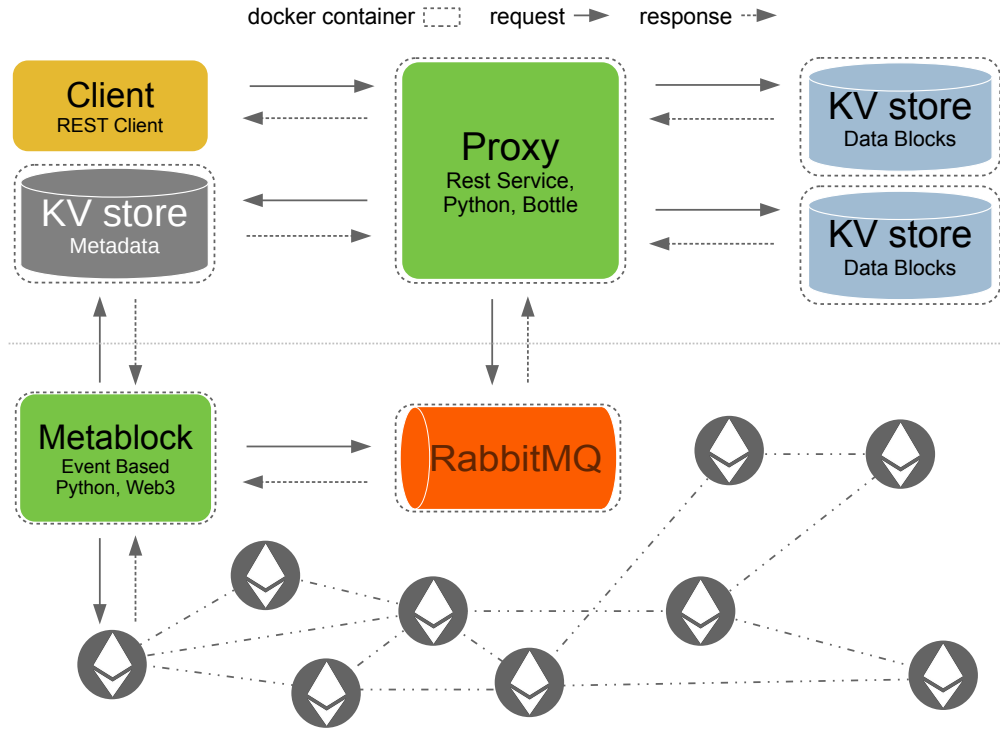 docker container
request
response
Client
REST Client
KV store
Metadata
Proxy
Rest Service,
Python, Bottle
KV store
Data Blocks
KV store
Data Blocks
Metablock
Event Based
Python, Web3
RabbitMQ